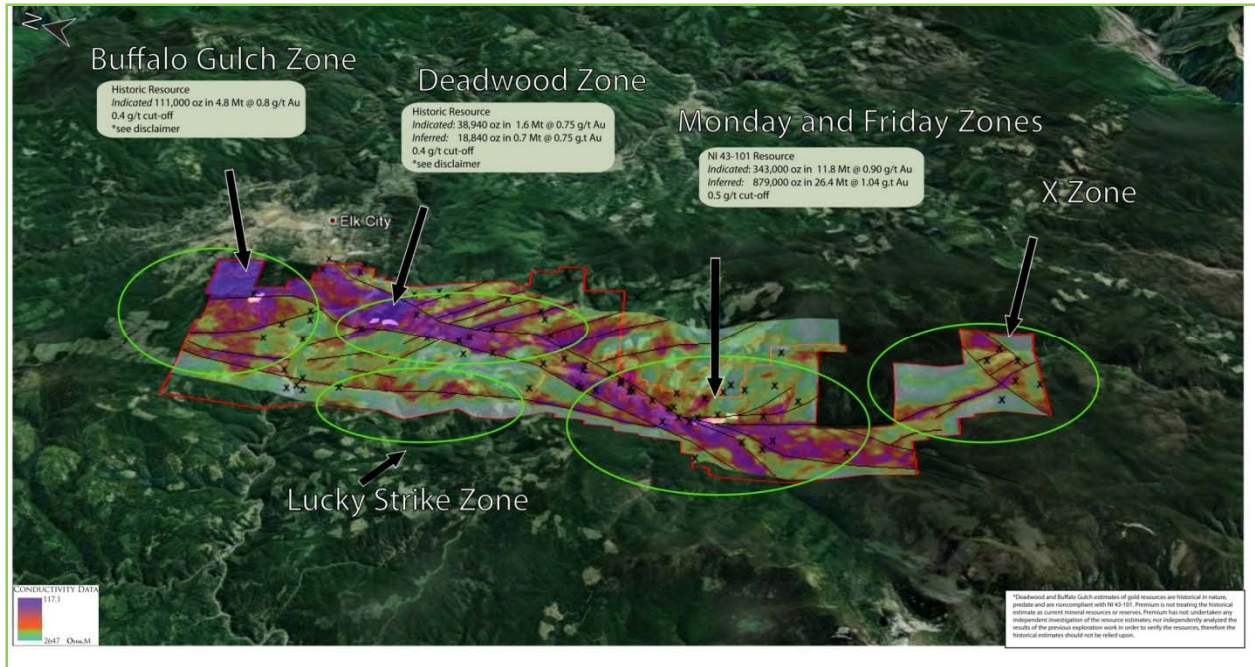 N
Buffalo Gulch Zone
Historic Resource
Indicated 111,000 oz in 4.8 Mt @ 0.8 g/t Au
0.4 g/t cut-off
*see disclaimer
Deadwood Zone
Historic Resource
Indicated: 38,940 oz in 1.6 Mt @ 0.75 g/t Au
Inferred: 18,840 oz in 0.7 Mt @ 0.75 g.t Au
0.4 g/t cut-off
*see disclaimer
Monday and Friday Zones
NI 43-101 Resource
Indicated: 343,000 oz in 11.8 Mt @ 0.90 g/t Au
Inferred: 879,000 oz in 26.4 Mt @ 1.04 g.t Au
0.5 g/t cut-off
X Zone
Elk City
Lucky Strike Zone
CONDUCTIVITY DATA
117.1
2647 OHM.M
*Deadwood and Buffalo Gulch estimates of gold resources are historical in nature,
predate and are noncompliant with NI 43-101. Premium is not treating the historical
estimate as current mineral resources or reserves. Premium has not: undertaken any
independent investigation of the resource estimates; nor independently analyzed the
results of the previous exploration work in order to verify the resources, therefore the
historical estimates should not be relied upon.